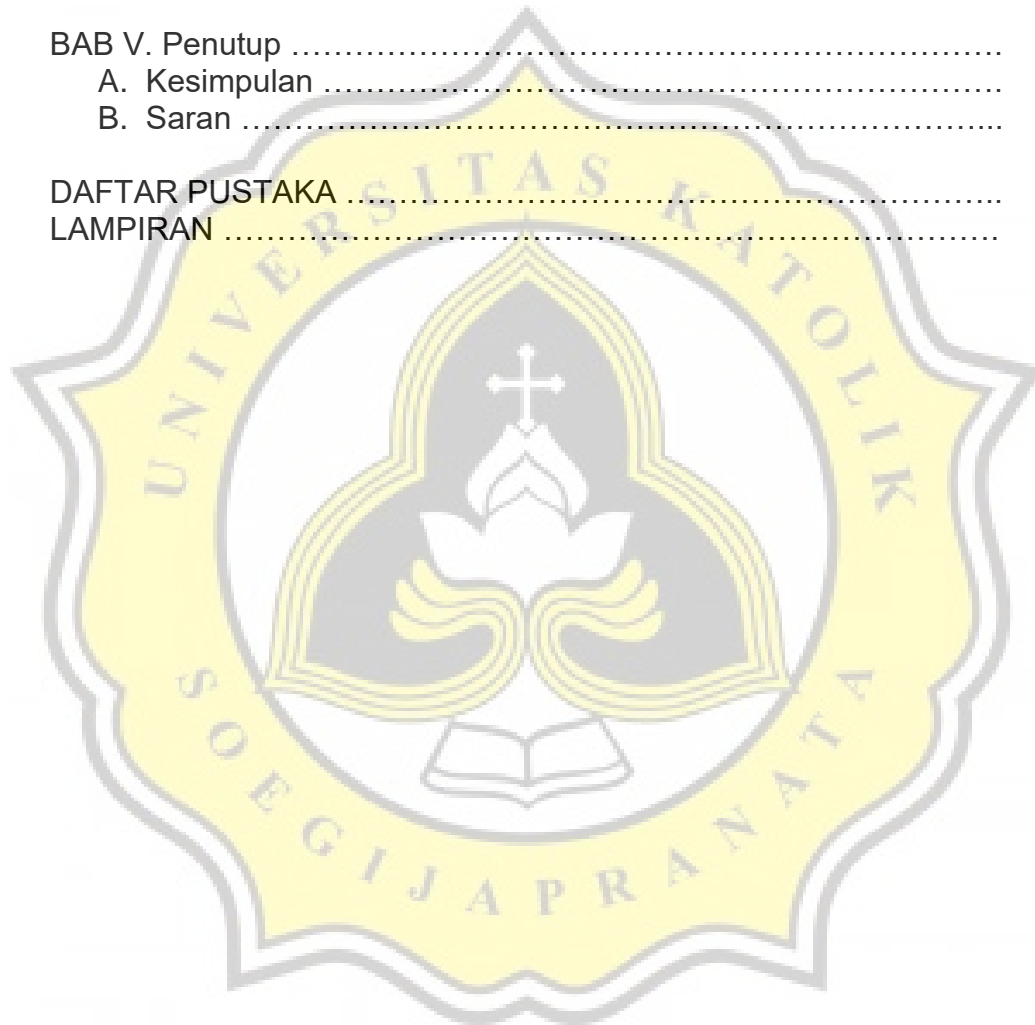 BAB V. Penutup ……………………………………………………………….
A. Kesimpulan ……………………………………………………………….
B. Saran ………………………………………………………………………...
DAFTAR PUSTAKA ……………………………………………………………..
LAMPIRAN ………………………………………………………………………
UNIVERSITAS KATOLIK
SOEGIJAPRANATA